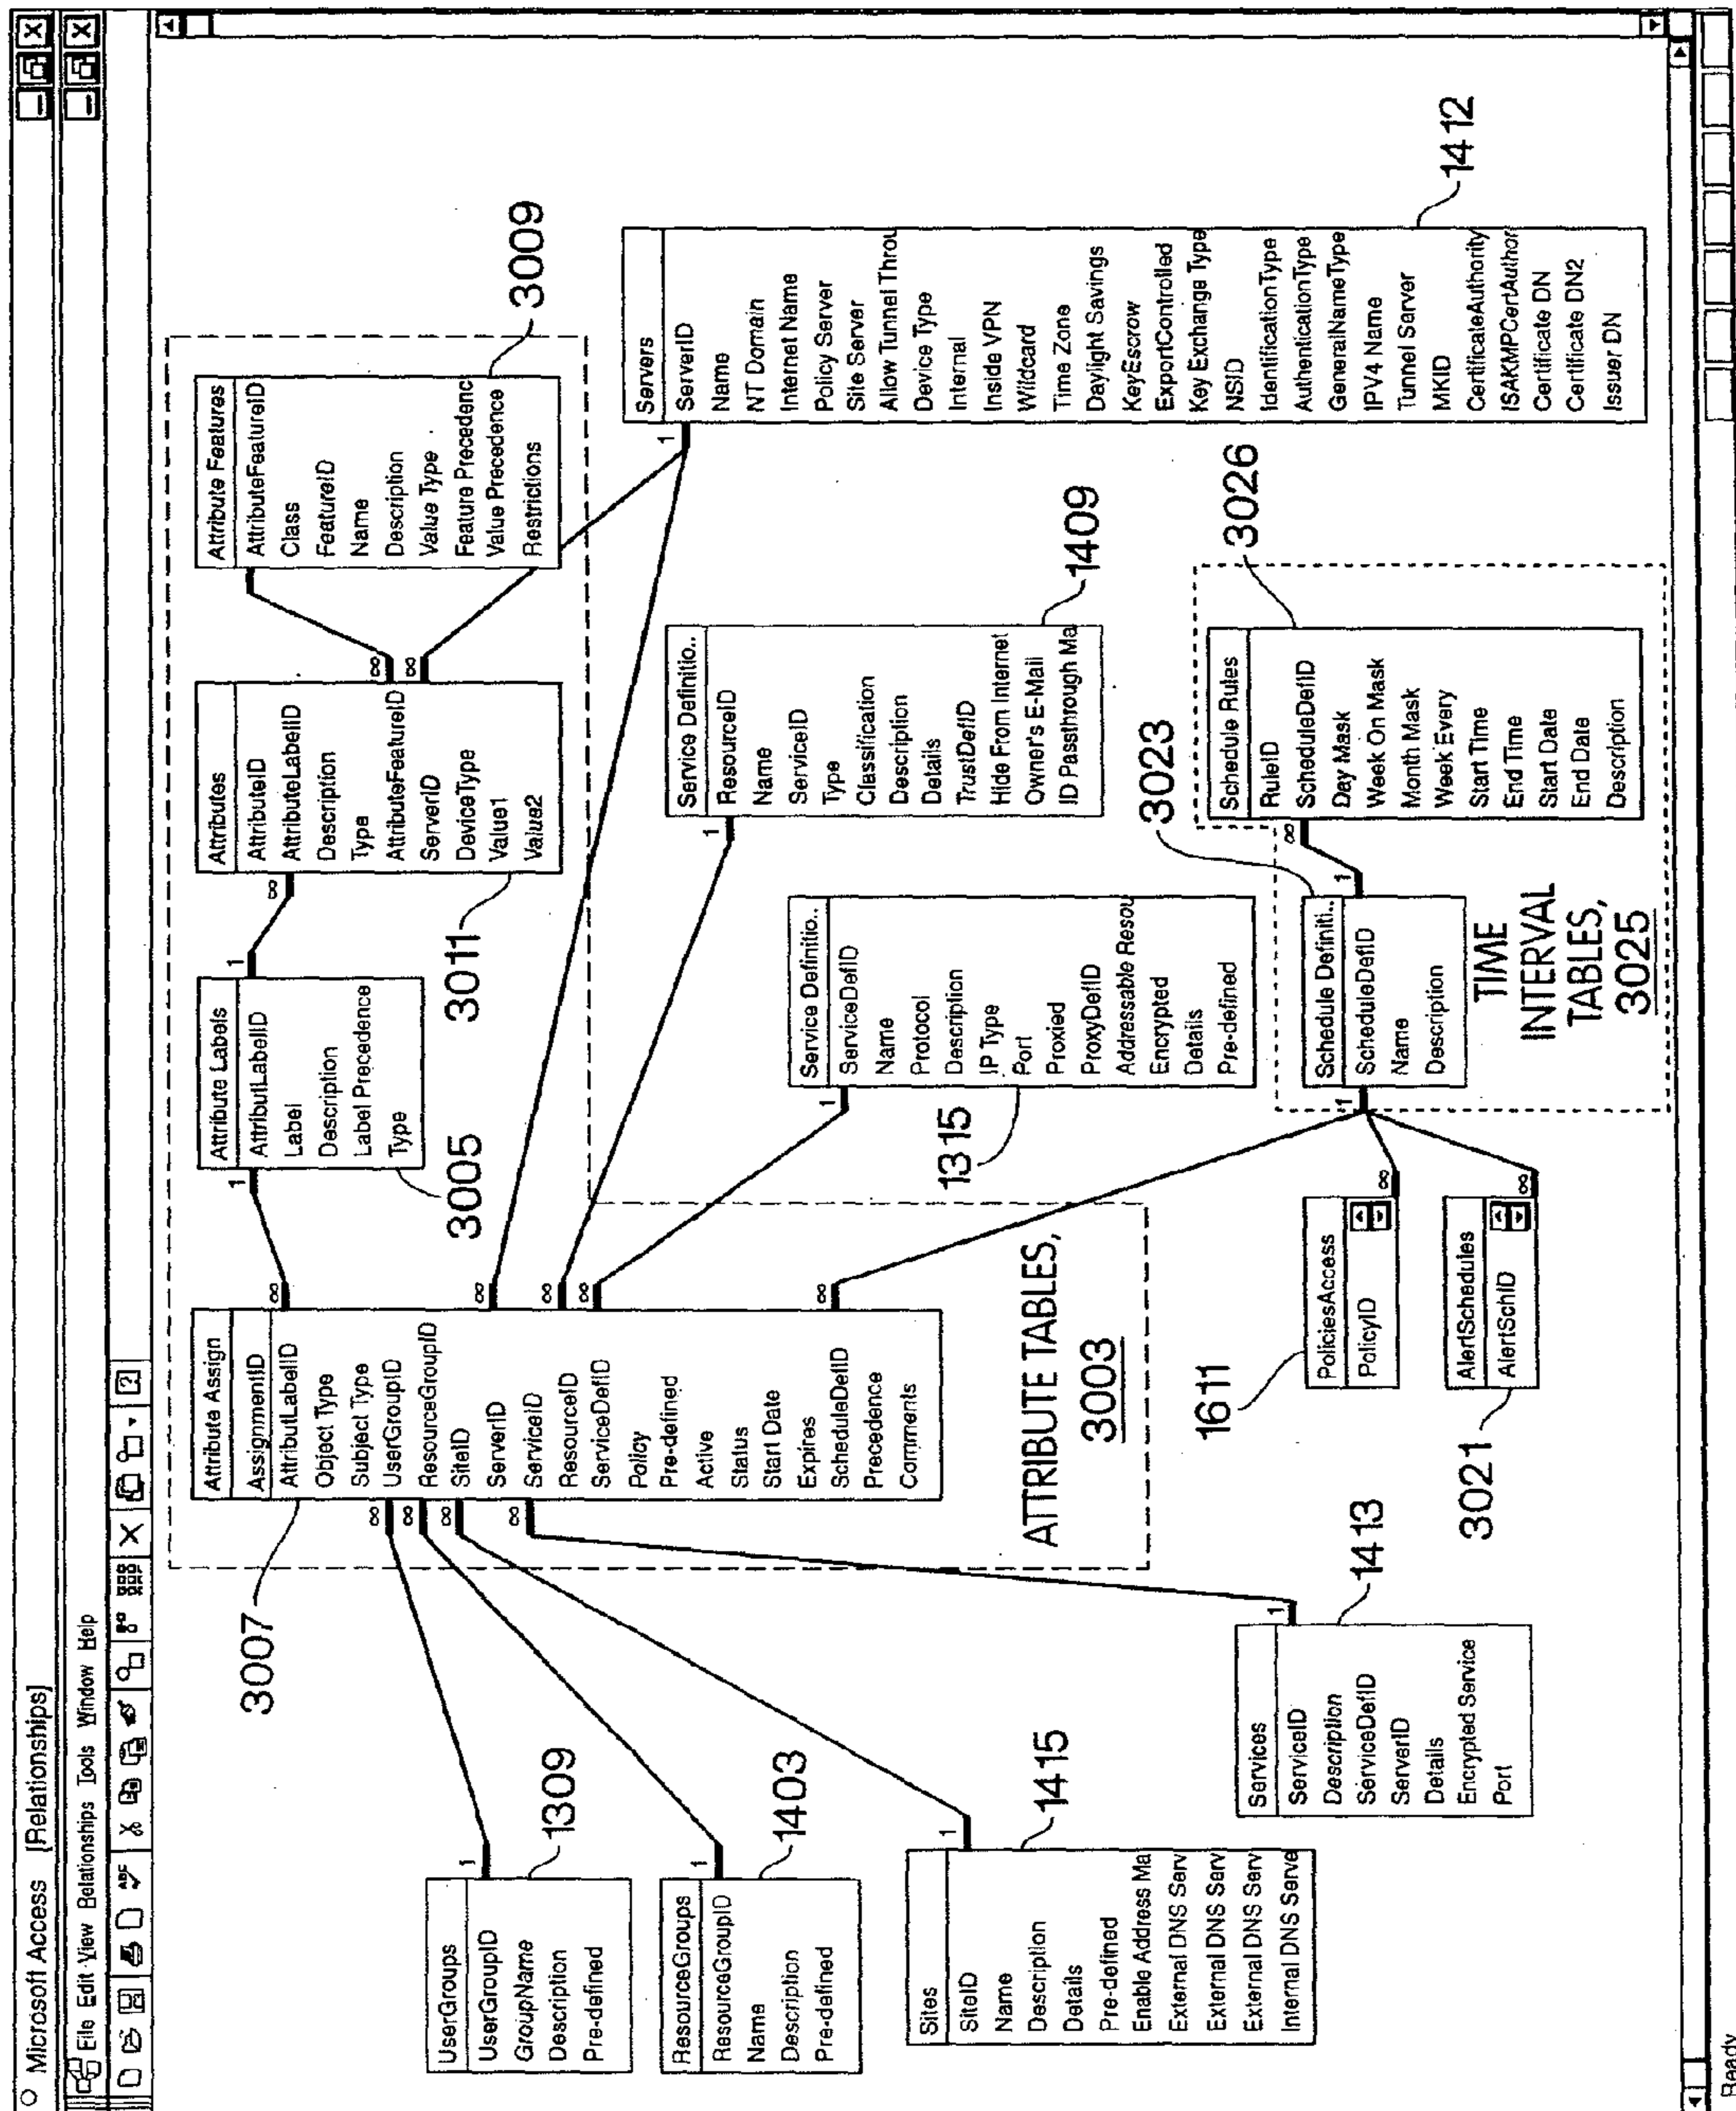 Microsoft Access [Relationships]
File Edit View Relationships Tools Window Help
3007
Attribute Assign
AssignmentID
AttributLabelID
Object Type
Subject Type
UserGroupID
ResourceGroupID
SiteID
ServerID
ServiceID
ResourceID
ServiceDefID
Policy
Pre-defined
Active
Status
Start Date
Expires
ScheduleDefID
Precedence
Comments
Attribute Labels
AttributLabelID
Label
Description
Label Precedence
Type
3005
Attributes
AttributeID
AttributeLabelID
Description
Type
AttributeFeatureID
ServerID
DeviceType
Value1
Value2
3011
Attribute Features
AttributeFeatureID
Class
FeatureID
Name
Description
Value Type
Feature Precedenc
Value Precedence
Restrictions
3009
ATTRIBUTE TABLES,
3003
UserGroups
UserGroupID
GroupName
Description
Pre-defined
1309
ResourceGroups
ResourceGroupID
Name
Description
Pre-defined
1403
Sites
SiteID
Name
Description
Details
Pre-defined
Enable Address Ma
External DNS Serv
External DNS Serv
External DNS Serv
Internal DNS Serve
1415
Services
ServiceID
Description
ServiceDefID
ServerID
Details
Encrypted Service
Port
1413
PoliciesAccess
PolicyID
1611
AlertSchedules
AlertSchID
3021
Service Definitio..
ServiceDefID
Name
Protocol
Description
IP Type
Port
Proxied
ProxyDefID
Addressable Resou
Encrypted
Details
Pre-defined
1315
Service Definitio..
ResourceID
Name
ServiceID
Type
Classification
Description
Details
TrustDefID
Hide From Internet
Owner's E-Mail
ID Passthrough Ma
1409
Servers
ServerID
Name
NT Domain
Internet Name
Policy Server
Site Server
Allow Tunnel Throu
Device Type
Internal
Inside VPN
Wildcard
Time Zone
Daylight Savings
KeyEscrow
ExportControlled
Key Exchange Type
NSID
IdentificationType
AuthenticationType
GeneralNameType
IPV4 Name
Tunnel Server
MKID
CertificateAuthority
ISAKMPCertAuthor
Certificate DN
Certificate DN2
Issuer DN
1412
Schedule Definiti..
ScheduleDefID
Name
Description
3023
Schedule Rules
RuleID
ScheduleDefID
Day Mask
Week On Mask
Month Mask
Week Every
Start Time
End Time
Start Date
End Date
Description
3026
TIME
INTERVAL
TABLES,
3025
Ready